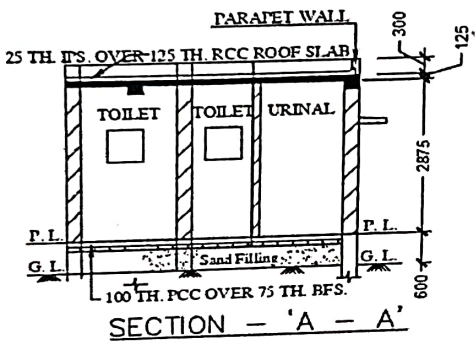 PARAPET WALL
25 TH. IPS. OVER 125 TH. RCC ROOF SLAB
300
125
TOILET TOILET URINAL
2875
P. L. P. L.
G. L. Sand Filling G. L.
600
100 TH. PCC OVER 75 TH. BFS.
SECTION - 'A - A'